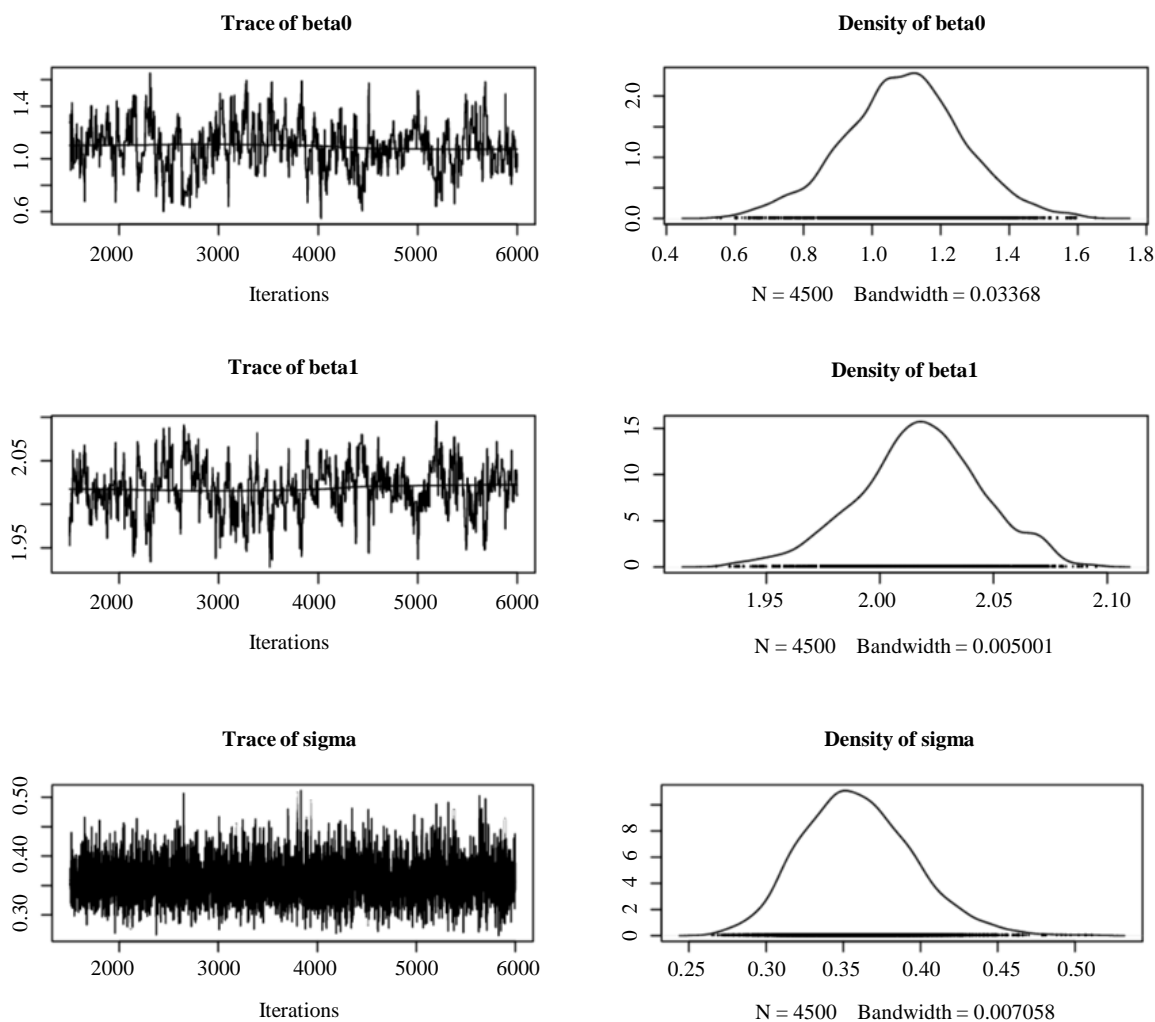 Trace of beta0
Density of beta0
0.6 1.0 1.4
2000 3000 4000 5000 6000
Iterations
0.0 1.0 2.0
0.4 0.6 0.8 1.0 1.2 1.4 1.6 1.8
N = 4500 Bandwidth = 0.03368
Trace of beta1
Density of beta1
1.95 2.05
2000 3000 4000 5000 6000
Iterations
0 5 10 15
1.95 2.00 2.05 2.10
N = 4500 Bandwidth = 0.005001
Trace of sigma
Density of sigma
0.30 0.40 0.50
2000 3000 4000 5000 6000
Iterations
0 2 4 6 8
0.25 0.30 0.35 0.40 0.45 0.50
N = 4500 Bandwidth = 0.007058